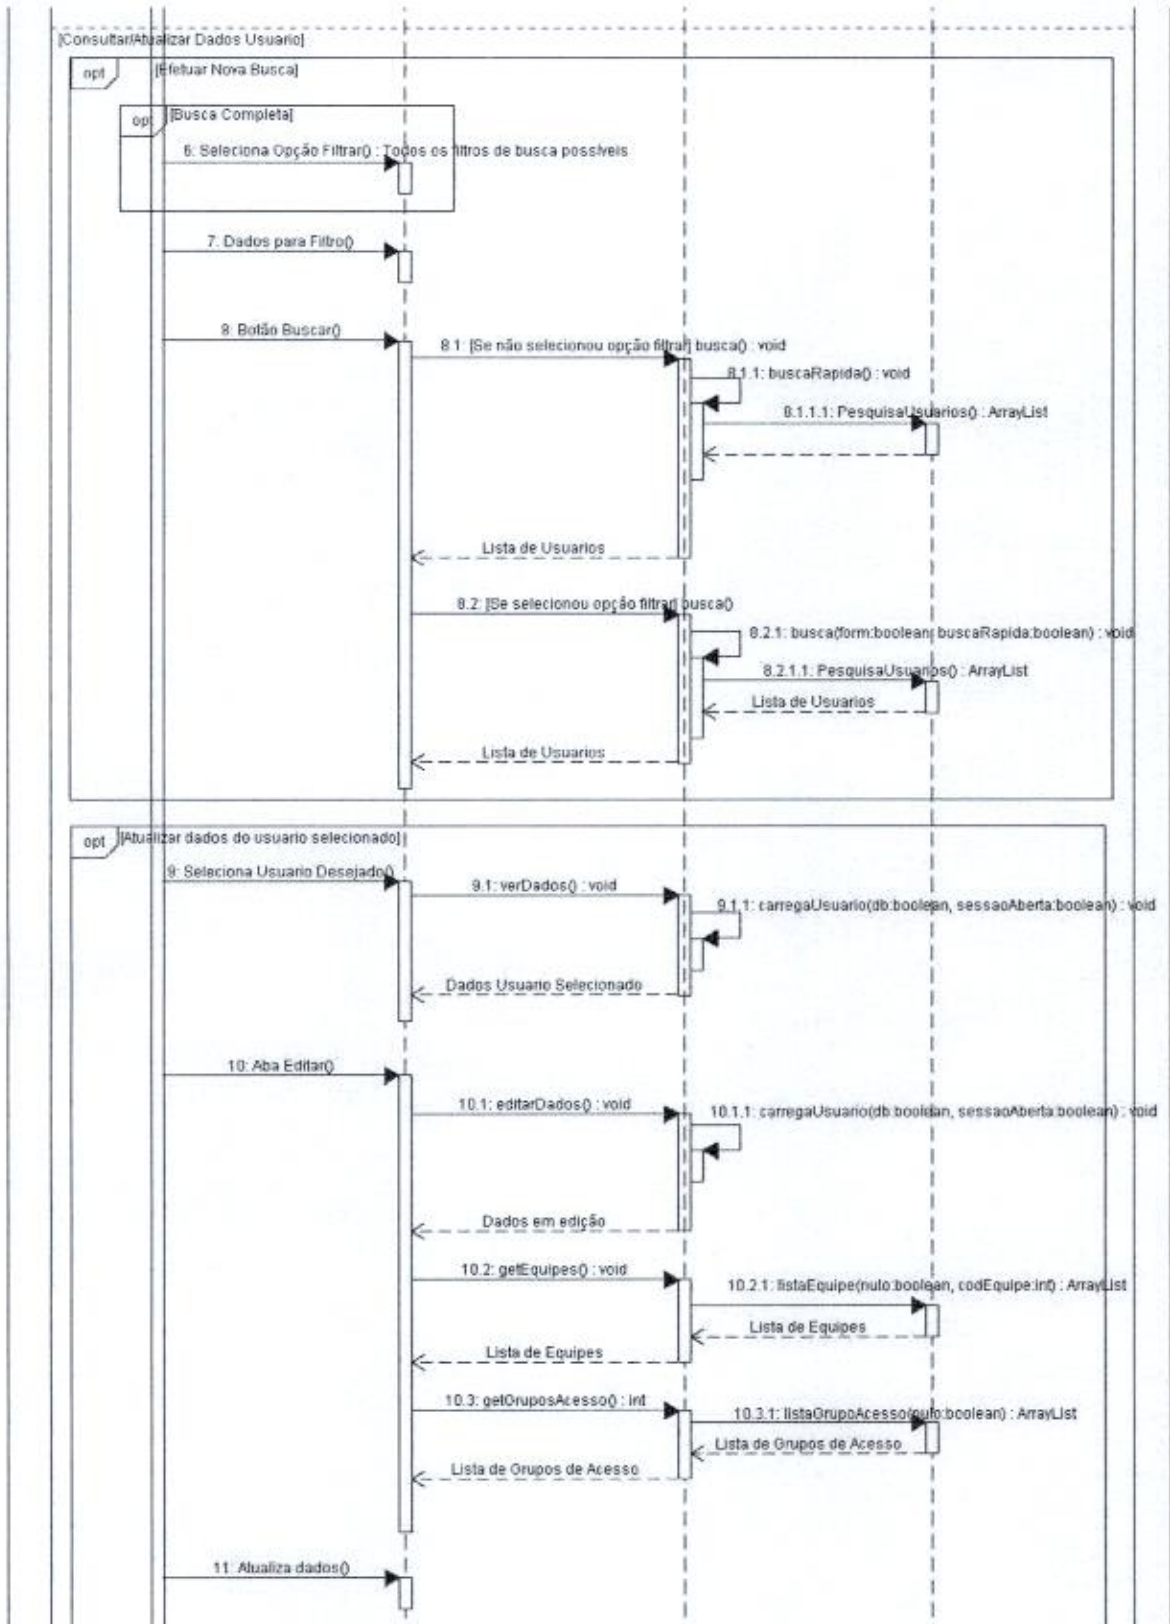 [Consultar/Atualizar Dados Usuario]
opt [Efetuar Nova Busca]
opt [Busca Completa]
6: Seleciona Opção Filtrar() : Todos os filtros de busca possíveis
7: Dados para Filtro()
8: Botão Buscar()
8.1: [Se não selecionou opção filtrar] busca() : void
8.1.1: buscaRapida() : void
8.1.1.1: PesquisaUsuarios() : ArrayList
Lista de Usuarios
8.2: [Se selecionou opção filtrar] busca()
8.2.1: busca(form:boolean, buscaRapida:boolean) : void
8.2.1.1: PesquisaUsuarios() : ArrayList
Lista de Usuarios
Lista de Usuarios
opt [Atualizar dados do usuario selecionado]
9: Seleciona Usuario Desejado()
9.1: verDados() : void
9.1.1: carregaUsuario(db:boolean, sessaoAberta:boolean) : void
Dados Usuario Selecionado
10: Aba Editar()
10.1: editarDados() : void
10.1.1: carregaUsuario(db:boolean, sessaoAberta:boolean) : void
Dados em edição
10.2: getEquipes() : void
10.2.1: listaEquipe(nulo:boolean, codEquipe:int) : ArrayList
Lista de Equipes
Lista de Equipes
10.3: getGruposAcesso() : int
10.3.1: listaGrupoAcesso(nulo:boolean) : ArrayList
Lista de Grupos de Acesso
Lista de Grupos de Acesso
11: Atualiza dados()